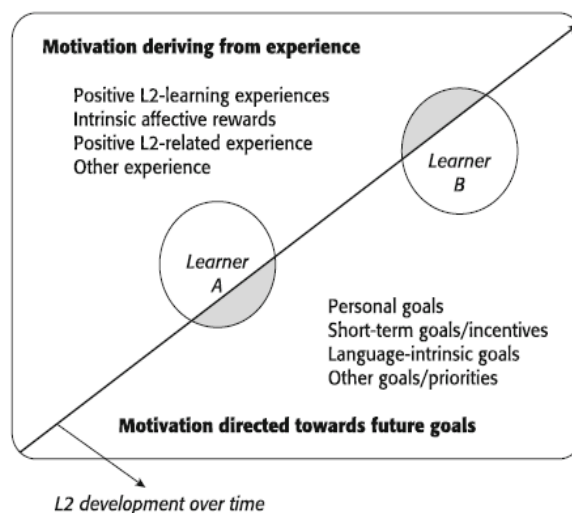 Motivation deriving from experience
Positive L2-learning experiences
Intrinsic affective rewards
Positive L2-related experience
Other experience
Learner
B
Learner
A
Personal goals
Short-term goals/incentives
Language-intrinsic goals
Other goals/priorities
Motivation directed towards future goals
L2 development over time